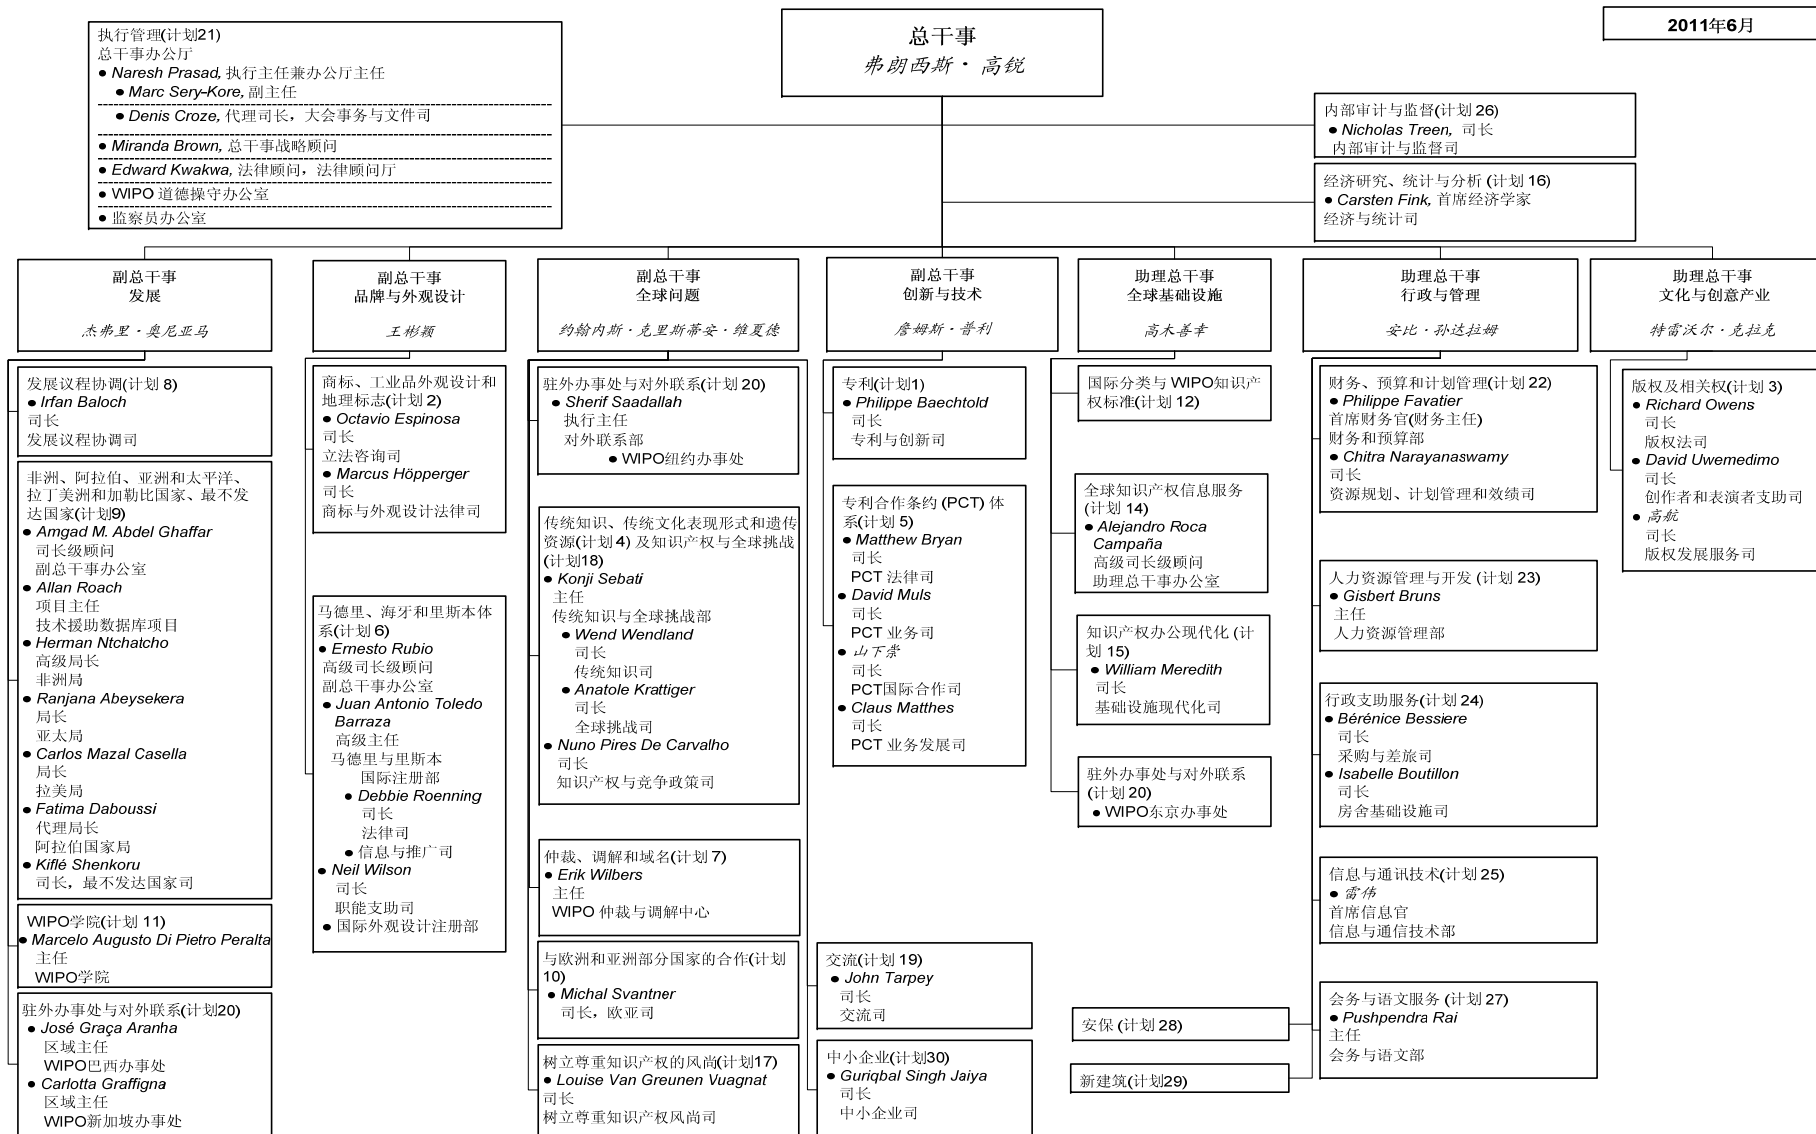 2011年6月
总干事
弗朗西斯·高锐
执行管理(计划21)
总干事办公厅
● Naresh Prasad, 执行主任兼办公厅主任
● Marc Sery-Kore, 副主任
● Denis Croze, 代理司长，大会事务与文件司
● Miranda Brown, 总干事战略顾问
● Edward Kwakwa, 法律顾问，法律顾问厅
● WIPO 道德操守办公室
● 监察员办公室
内部审计与监督(计划 26)
● Nicholas Treen, 司长
内部审计与监督司
经济研究、统计与分析 (计划 16)
● Carsten Fink, 首席经济学家
经济与统计司
副总干事
发展
杰弗里·奥尼亚马
发展议程协调(计划 8)
● Irfan Baloch
司长
发展议程协调司
非洲、阿拉伯、亚洲和太平洋、
拉丁美洲和加勒比国家、最不发
达国家(计划9)
● Amgad M. Abdel Ghaffar
司长级顾问
副总干事办公室
● Allan Roach
项目主任
技术援助数据库项目
● Herman Ntchatcho
高级局长
非洲局
● Ranjana Abeysekera
局长
亚太局
● Carlos Mazal Casella
局长
拉美局
● Fatima Daboussi
代理局长
阿拉伯国家局
● Kiflé Shenkoru
司长，最不发达国家司
WIPO学院(计划 11)
● Marcelo Augusto Di Pietro Peralta
主任
WIPO学院
驻外办事处与对外联系(计划20)
● José Graça Aranha
区域主任
WIPO巴西办事处
● Carlotta Graffigna
区域主任
WIPO新加坡办事处
副总干事
品牌与外观设计
王彬颖
商标、工业品外观设计和
地理标志(计划 2)
● Octavio Espinosa
司长
立法咨询司
● Marcus Höpperger
司长
商标与外观设计法律司
马德里、海牙和里斯本体
系(计划 6)
● Ernesto Rubio
高级司长级顾问
副总干事办公室
● Juan Antonio Toledo
Barraza
高级主任
马德里与里斯本
国际注册部
● Debbie Roenning
司长
法律司
● 信息与推广司
● Neil Wilson
司长
职能支助司
● 国际外观设计注册部
副总干事
全球问题
约翰内斯·克里斯蒂安·维夏德
驻外办事处与对外联系(计划 20)
● Sherif Saadallah
执行主任
对外联系部
● WIPO纽约办事处
传统知识、传统文化表现形式和遗传
资源(计划 4) 及知识产权与全球挑战
(计划18)
● Konji Sebati
主任
传统知识与全球挑战部
● Wend Wendland
司长
传统知识司
● Anatole Krattiger
司长
全球挑战司
● Nuno Pires De Carvalho
司长
知识产权与竞争政策司
仲裁、调解和域名(计划 7)
● Erik Wilbers
主任
WIPO 仲裁与调解中心
与欧洲和亚洲部分国家的合作(计划
10)
● Michal Svantner
司长，欧亚司
树立尊重知识产权的风尚(计划17)
● Louise Van Greunen Vuagnat
司长
树立尊重知识产权风尚司
副总干事
创新与技术
詹姆斯·普利
专利(计划1)
● Philippe Baechtold
司长
专利与创新司
专利合作条约 (PCT) 体
系(计划 5)
● Matthew Bryan
司长
PCT 法律司
● David Muls
司长
PCT 业务司
● 山下崇
司长
PCT国际合作司
● Claus Matthes
司长
PCT 业务发展司
交流(计划 19)
● John Tarpey
司长
交流司
中小企业(计划30)
● Guriqbal Singh Jaiya
司长
中小企业司
助理总干事
全球基础设施
高木善幸
国际分类与 WIPO知识产
权标准(计划 12)
全球知识产权信息服务
(计划 14)
● Alejandro Roca
Campaña
高级司长级顾问
助理总干事办公室
知识产权办公现代化 (计
划 15)
● William Meredith
司长
基础设施现代化司
驻外办事处与对外联系
(计划 20)
● WIPO东京办事处
助理总干事
行政与管理
安比·孙达拉姆
财务、预算和计划管理(计划 22)
● Philippe Favatier
首席财务官(财务主任)
财务和预算部
● Chitra Narayanaswamy
司长
资源规划、计划管理和效绩司
人力资源管理与开发 (计划 23)
● Gisbert Bruns
主任
人力资源管理部
行政支助服务(计划 24)
● Bérénice Bessiere
司长
采购与差旅司
● Isabelle Boutillon
司长
房舍基础设施司
信息与通讯技术(计划 25)
● 雷伟
首席信息官
信息与通信技术部
会务与语文服务 (计划 27)
● Pushpendra Rai
主任
会务与语文部
安保 (计划 28)
新建筑(计划29)
助理总干事
文化与创意产业
特雷沃尔·克拉克
版权及相关权(计划 3)
● Richard Owens
司长
版权法司
● David Uwemedimo
司长
创作者和表演者支助司
● 高航
司长
版权发展服务司